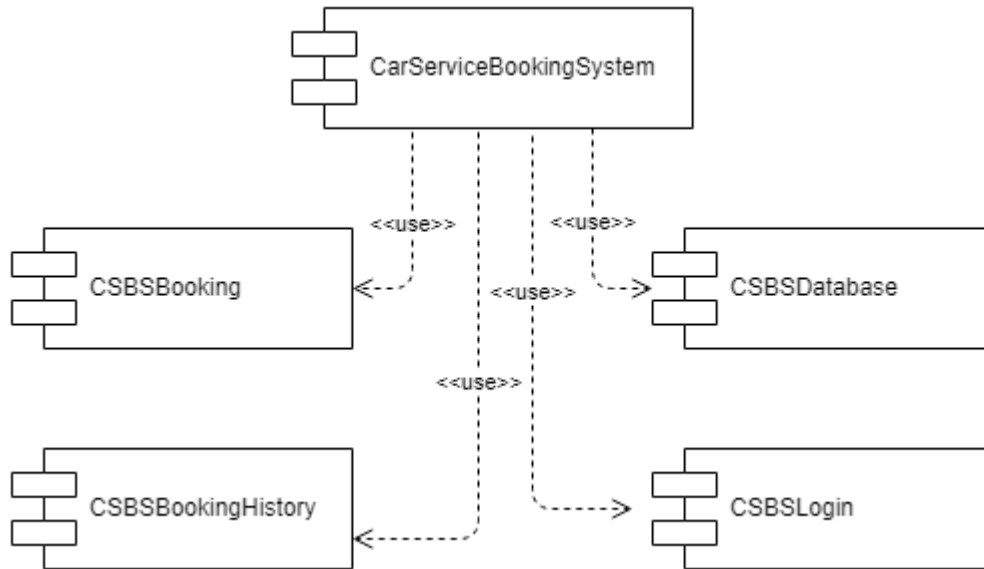 CarServiceBookingSystem
<<use>>
<<use>>
CSBSBooking
CSBSDatabase
<<use>>
<<use>>
CSBSBookingHistory
CSBSLogin